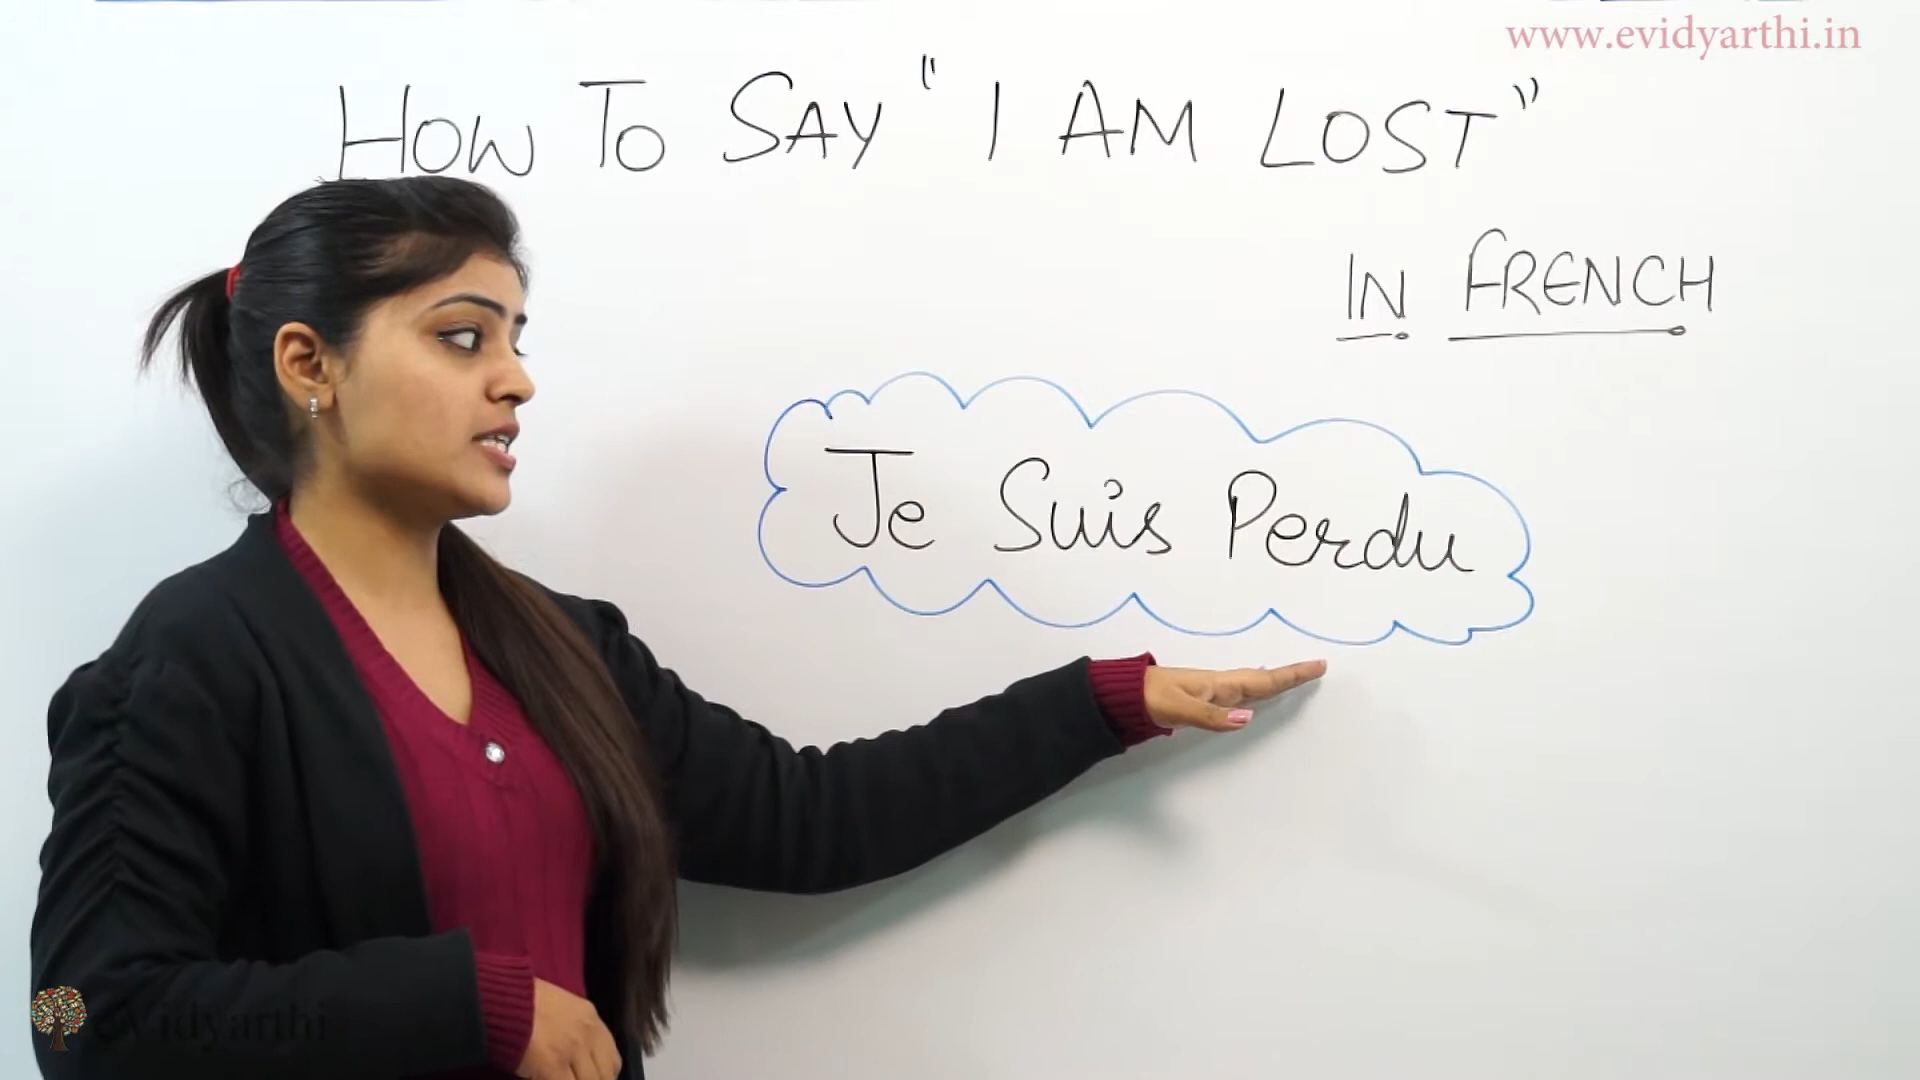 www.evidyarthi.in
HOW TO SAY "I AM LOST"
IN FRENCH
Je Suis Perdu
eVidyarthi